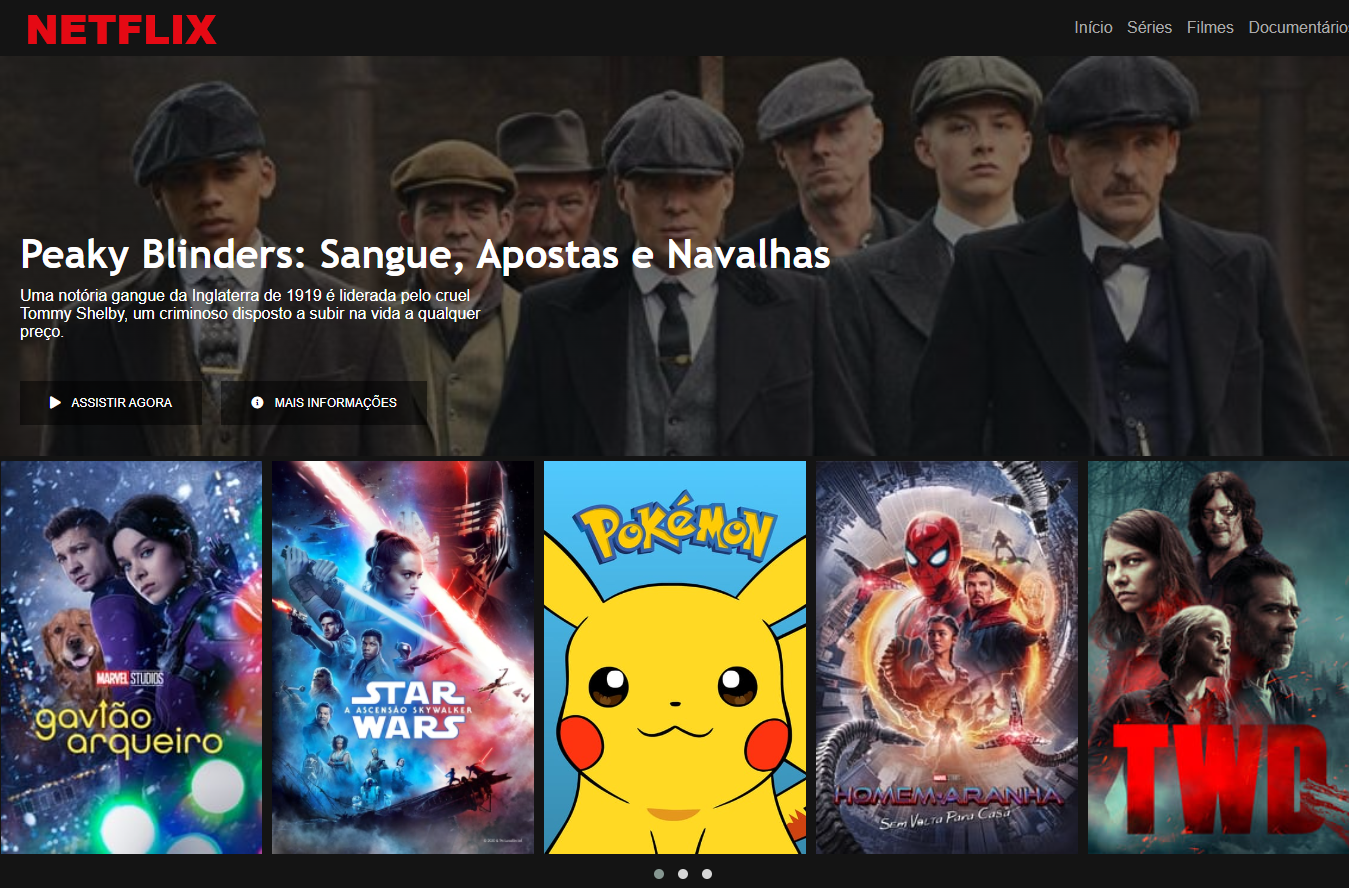 NETFLIX
Início Séries Filmes Documentários
Peaky Blinders: Sangue, Apostas e Navalhas
Uma notória gangue da Inglaterra de 1919 é liderada pelo cruel
Tommy Shelby, um criminoso disposto a subir na vida a qualquer
preço.
ASSISTIR AGORA
MAIS INFORMAÇÕES
MARVEL STUDIOS
gavião
arqueiro
STAR
A ASCENSÃO SKYWALKER
WARS
POKéMON
HOMEM-ARANHA
SEM VOLTA PARA CASA
TWD